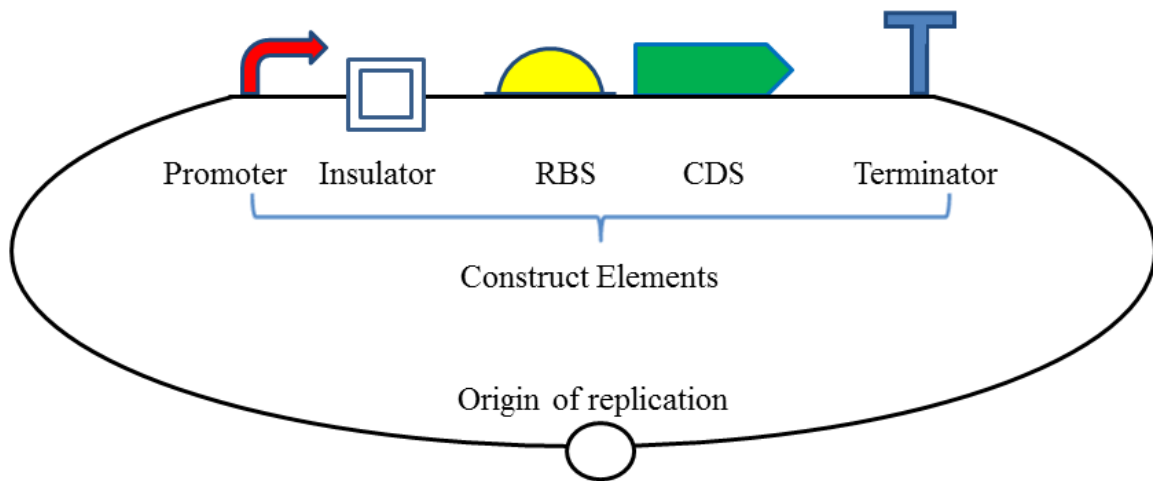 Promoter Insulator RBS CDS Terminator
Construct Elements
Origin of replication